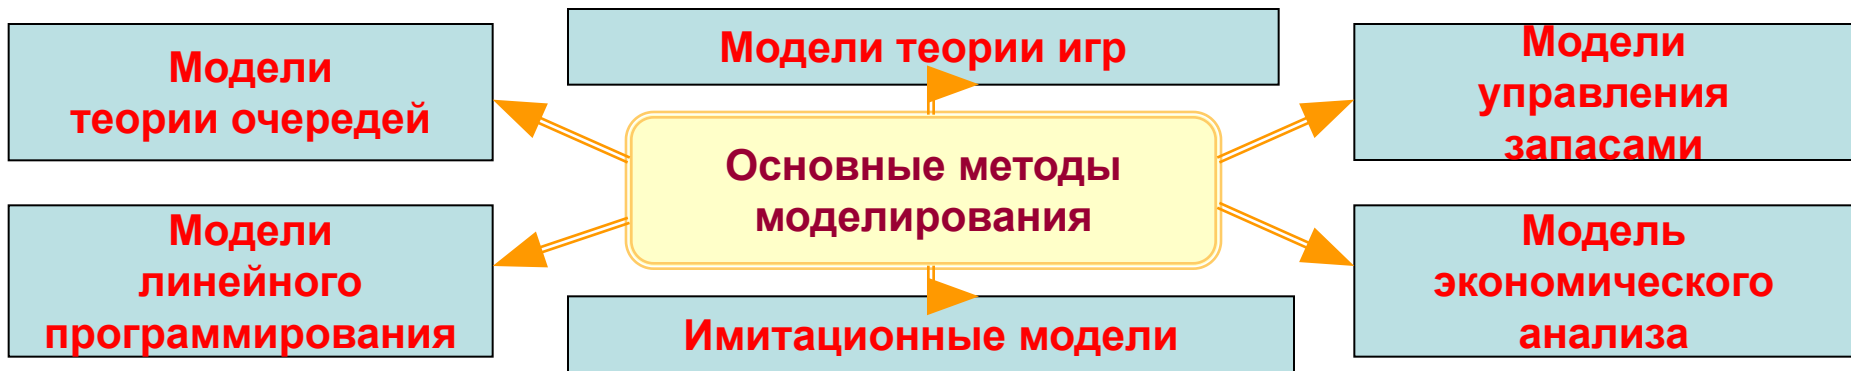 Модели
теории очередей
Модели теории игр
Модели
управления
запасами
Основные методы
моделирования
Модели
линейного
программирования
Имитационные модели
Модель
экономического
анализа